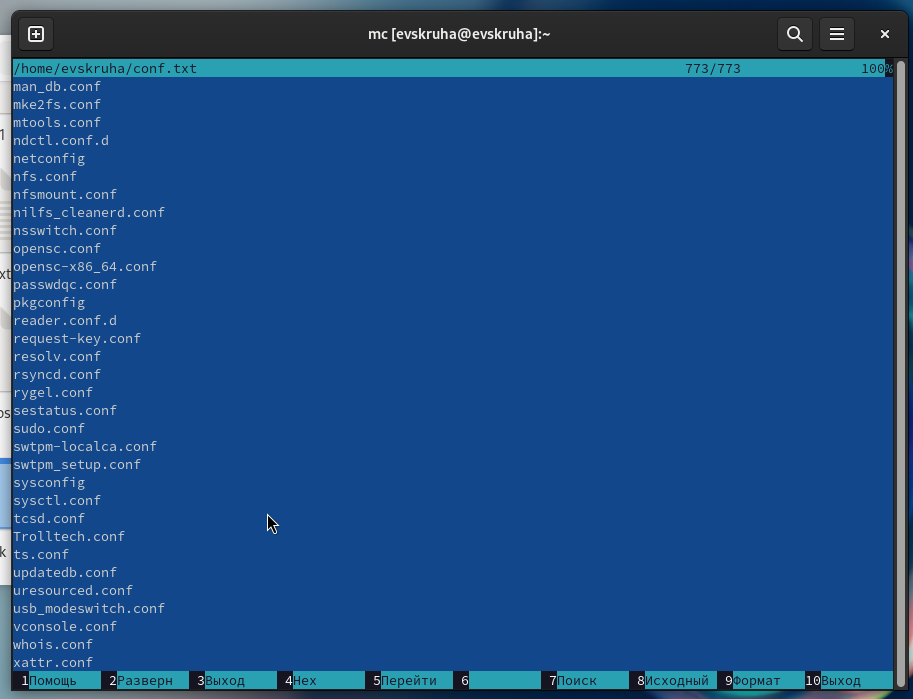 mc [evskruha@evskruha]:~
/home/evskruha/conf.txt 773/773 100%
man_db.conf
mke2fs.conf
mtools.conf
ndctl.conf.d
netconfig
nfs.conf
nfsmount.conf
nilfs_cleanerd.conf
nsswitch.conf
opensc.conf
opensc-x86_64.conf
passwdqc.conf
pkgconfig
reader.conf.d
request-key.conf
resolv.conf
rsyncd.conf
rygel.conf
sestatus.conf
sudo.conf
swtpm-localca.conf
swtpm_setup.conf
sysconfig
sysctl.conf
tcsd.conf
Trolltech.conf
ts.conf
updatedb.conf
uresourced.conf
usb_modeswitch.conf
vconsole.conf
whois.conf
xattr.conf
1Помощь 2Разверн 3Выход 4Hex 5Перейти 6 7Поиск 8Исходный 9Формат 10Выход